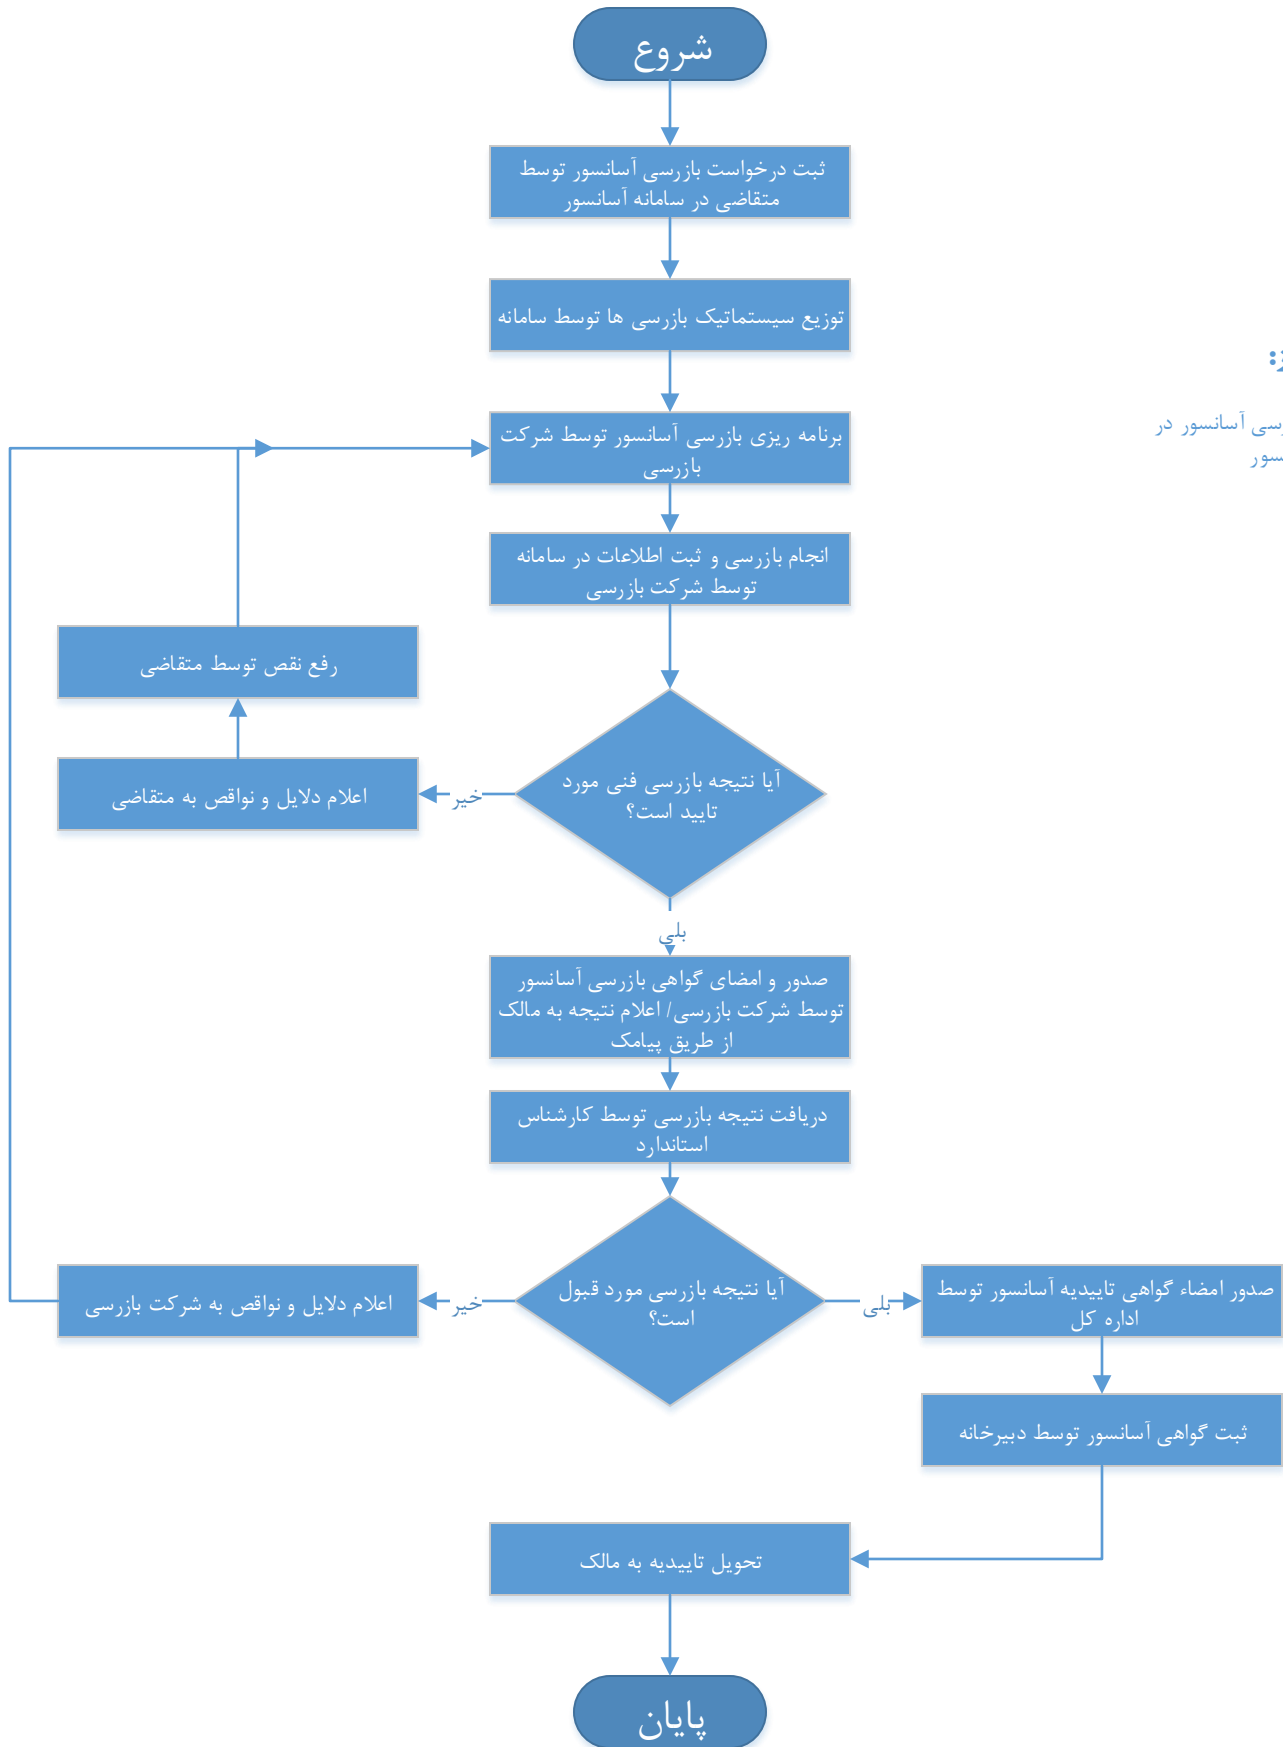 شروع
ثبت درخواست بازرسی آسانسور توسط
متقاضی در سامانه آسانسور
توزیع سیستماتیک بازرسی ها توسط سامانه
برنامه ریزی بازرسی آسانسور توسط شرکت
بازرسی
آسانسور در
انجام بازرسی و ثبت اطلاعات در سامانه
توسط شرکت بازرسی
رفع نقص توسط متقاضی
آیا نتیجه بازرسی فنی مورد
تایید است؟
خیر
اعلام دلایل و نواقص به متقاضی
بلی
صدور و امضای گواهی بازرسی آسانسور
توسط شرکت بازرسی/ اعلام نتیجه به مالک
از طریق پیامک
دریافت نتیجه بازرسی توسط کارشناس
استاندارد
آیا نتیجه بازرسی مورد قبول
است؟
خیر
اعلام دلایل و نواقص به شرکت بازرسی
بلی
صدور امضاء گواهی تاییدیه آسانسور توسط
اداره کل
ثبت گواهی آسانسور توسط دبیرخانه
تحویل تاییدیه به مالک
پایان